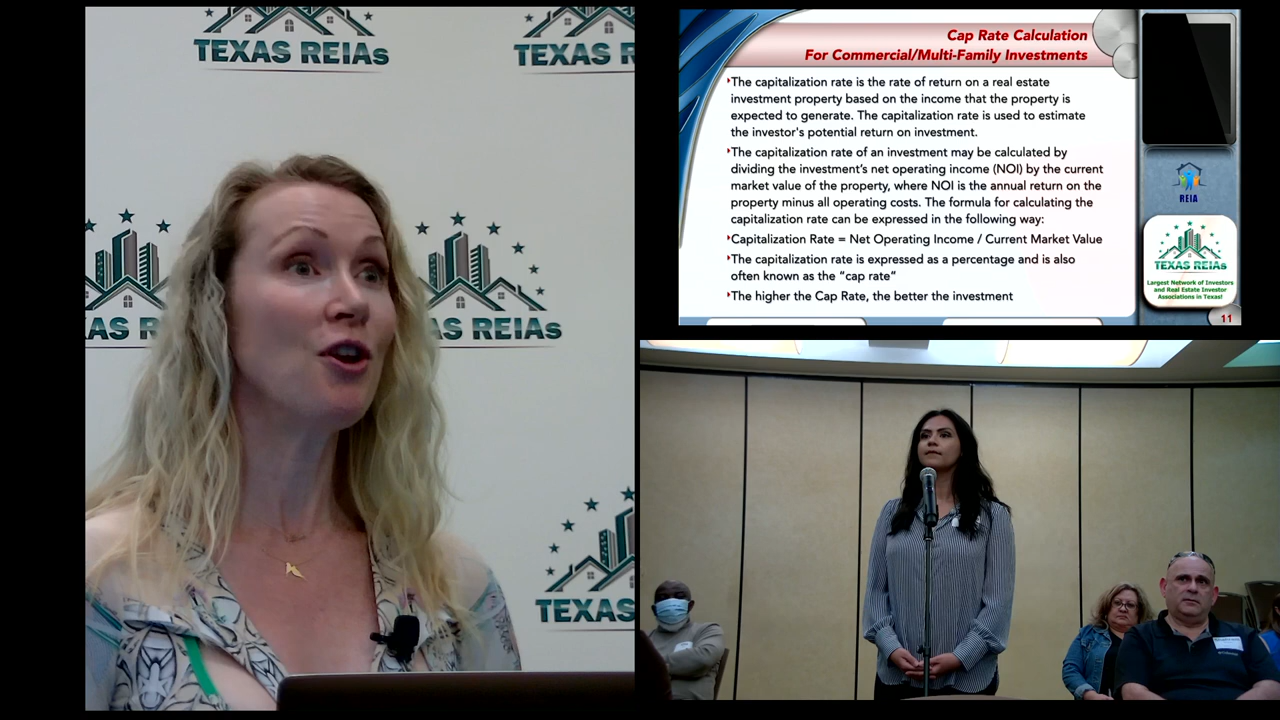 TEXAS REIAs
TEXAS R
AS R
AS REIAs
TEXAS
Cap Rate Calculation
For Commercial/Multi-Family Investments
The capitalization rate is the rate of return on a real estate
investment property based on the income that the property is
expected to generate. The capitalization rate is used to estimate
the investor's potential return on investment.
The capitalization rate of an investment may be calculated by
dividing the investment's net operating income (NOI) by the current
market value of the property, where NOI is the annual return on the
property minus all operating costs. The formula for calculating the
capitalization rate can be expressed in the following way:
Capitalization Rate = Net Operating Income / Current Market Value
The capitalization rate is expressed as a percentage and is also
often known as the “cap rate”
The higher the Cap Rate, the better the investment
REIA
TEXAS REIAs
Largest Network of Investors
and Real Estate Investor
Associations in Texas!
11